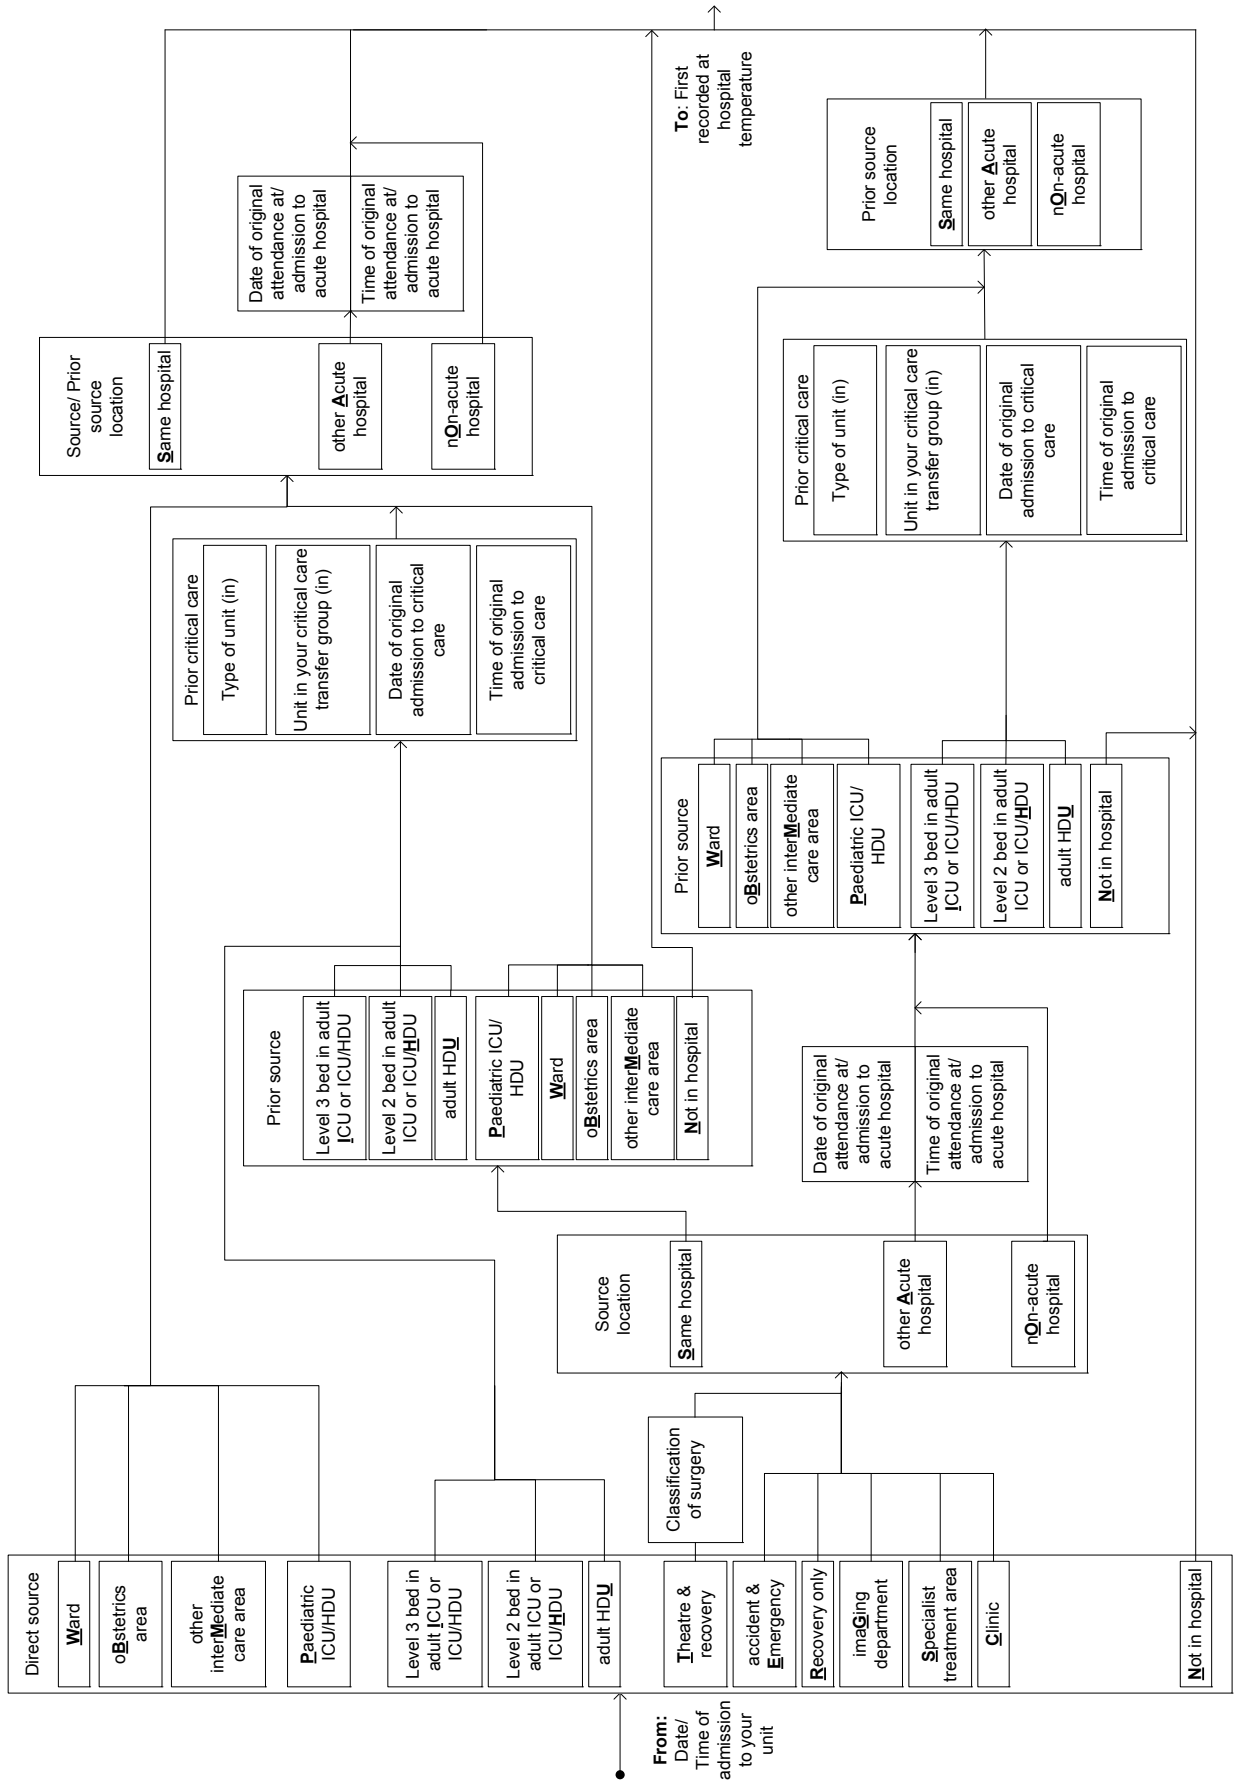 From:
Date/
Time of
admission
to your
unit
Direct source
Ward
oBstetrics
area
other
interMediate
care area
Paediatric
ICU/HDU
Level 3 bed in
adult ICU or
ICU/HDU
Level 2 bed in
adult ICU or
ICU/HDU
adult HDU
Theatre &
recovery
accident &
Emergency
Recovery only
imaGing
department
Specialist
treatment area
Clinic
Not in hospital
Classification
of surgery
Source
location
Same hospital
other Acute
hospital
nOn-acute
hospital
Prior source
Level 3 bed in adult
ICU or ICU/HDU
Level 2 bed in adult
ICU or ICU/HDU
adult HDU
Paediatric ICU/
HDU
Ward
oBstetrics area
other interMediate
care area
Not in hospital
Date of original
attendance at/
admission to
acute hospital
Time of original
attendance at/
admission to
acute hospital
Prior source
Ward
oBstetrics area
other interMediate
care area
Paediatric ICU/
HDU
Level 3 bed in adult
ICU or ICU/HDU
Level 2 bed in adult
ICU or ICU/HDU
adult HDU
Not in hospital
Prior critical care
Type of unit (in)
Unit in your critical care
transfer group (in)
Date of original
admission to critical
care
Time of original
admission to
critical care
Prior critical care
Type of unit (in)
Unit in your critical care
transfer group (in)
Date of original
admission to critical
care
Time of original
admission to
critical care
Source/ Prior
source
location
Same hospital
other Acute
hospital
nOn-acute
hospital
Date of original
attendance at/
admission to
acute hospital
Time of original
attendance at/
admission to
acute hospital
Prior source
location
Same hospital
other Acute
hospital
nOn-acute
hospital
To: First
recorded at
hospital
temperature